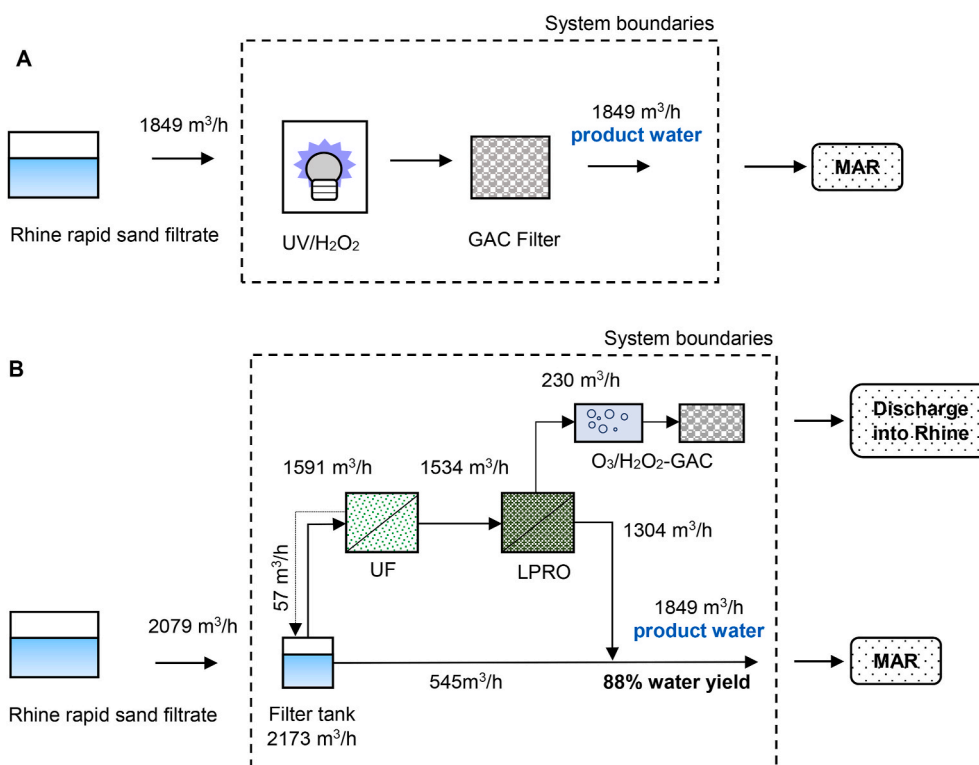 System boundaries
A
1849 m³/h
1849 m³/h
product water
MAR
Rhine rapid sand filtrate
UV/H₂O₂
GAC Filter
System boundaries
B
230 m³/h
Discharge
into Rhine
O₃/H₂O₂-GAC
1591 m³/h
1534 m³/h
57 m³/h
1304 m³/h
UF
LPRO
2079 m³/h
1849 m³/h
product water
MAR
545m³/h
88% water yield
Rhine rapid sand filtrate
Filter tank
2173 m³/h